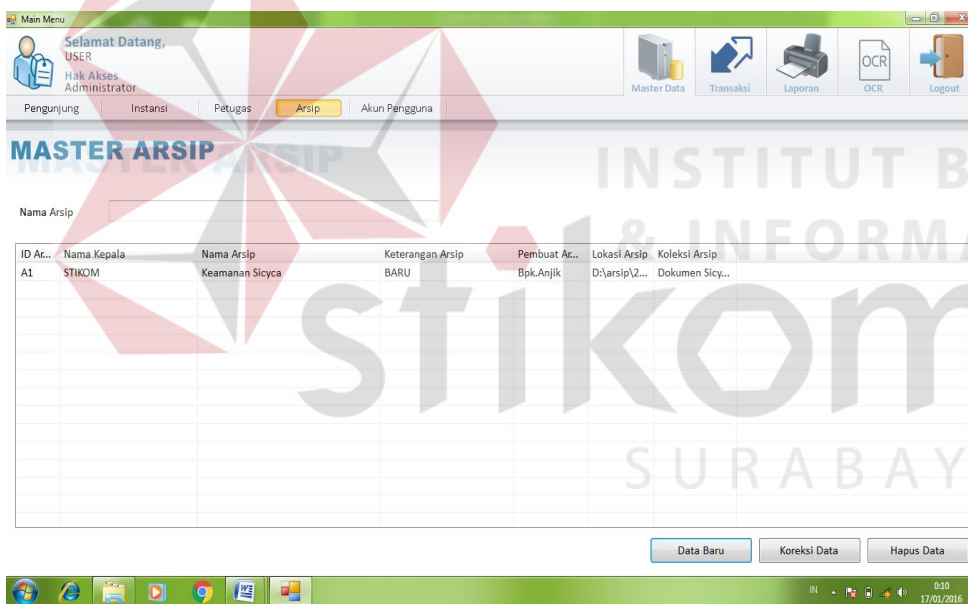 Main Menu
Selamat Datang,
USER
Hak Akses
Administrator
Master Data
Transaksi
Laporan
OCR
OCR
Logout
Pengunjung Instansi Petugas Arsip Akun Pengguna
MASTER ARSIP
INSTITUT B
Nama Arsip
& INFORMA
ID Ar... Nama Kepala Nama Arsip Keterangan Arsip Pembuat Ar... Lokasi Arsip Koleksi Arsip
A1 STIKOM Keamanan Sicyca BARU Bpk.Anjik D:\arsip\2... Dokumen Sicy...
stikom
SURABAY
Data Baru Koreksi Data Hapus Data
IN 0:10
17/01/2016